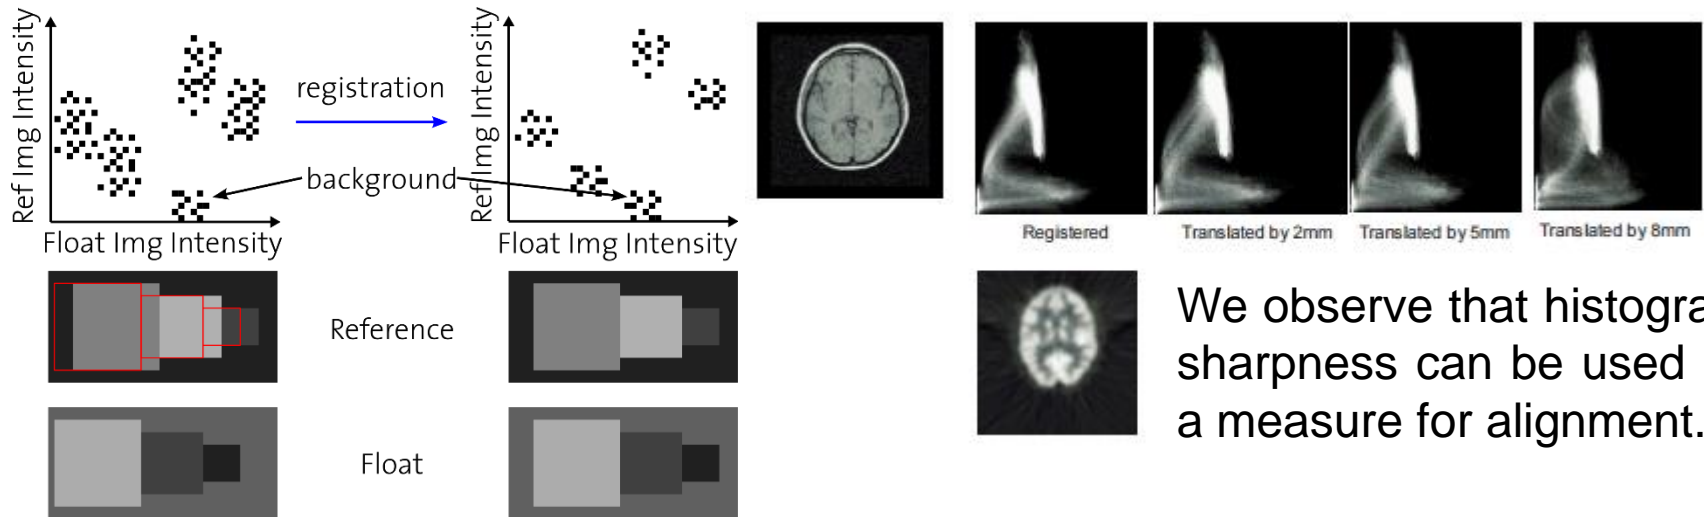 Ref Img Intensity
registration
background
Float Img Intensity
Ref Img Intensity
Float Img Intensity
Reference
Float
Registered
Translated by 2mm
Translated by 5mm
Translated by 8mm
We observe that
sharpness can be used
a measure for alignment.